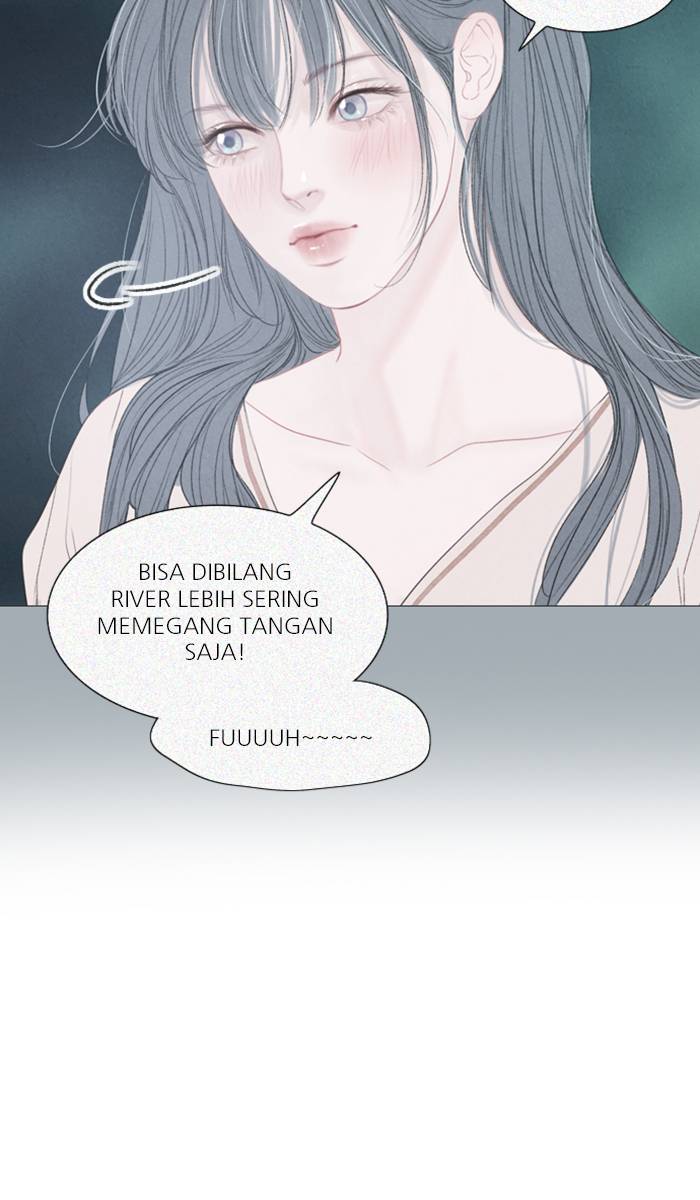 BISA DIBILANG
RIVER LEBIH SERING
MEMEGANG TANGAN
SAJA!
FUUUUH~~~~~